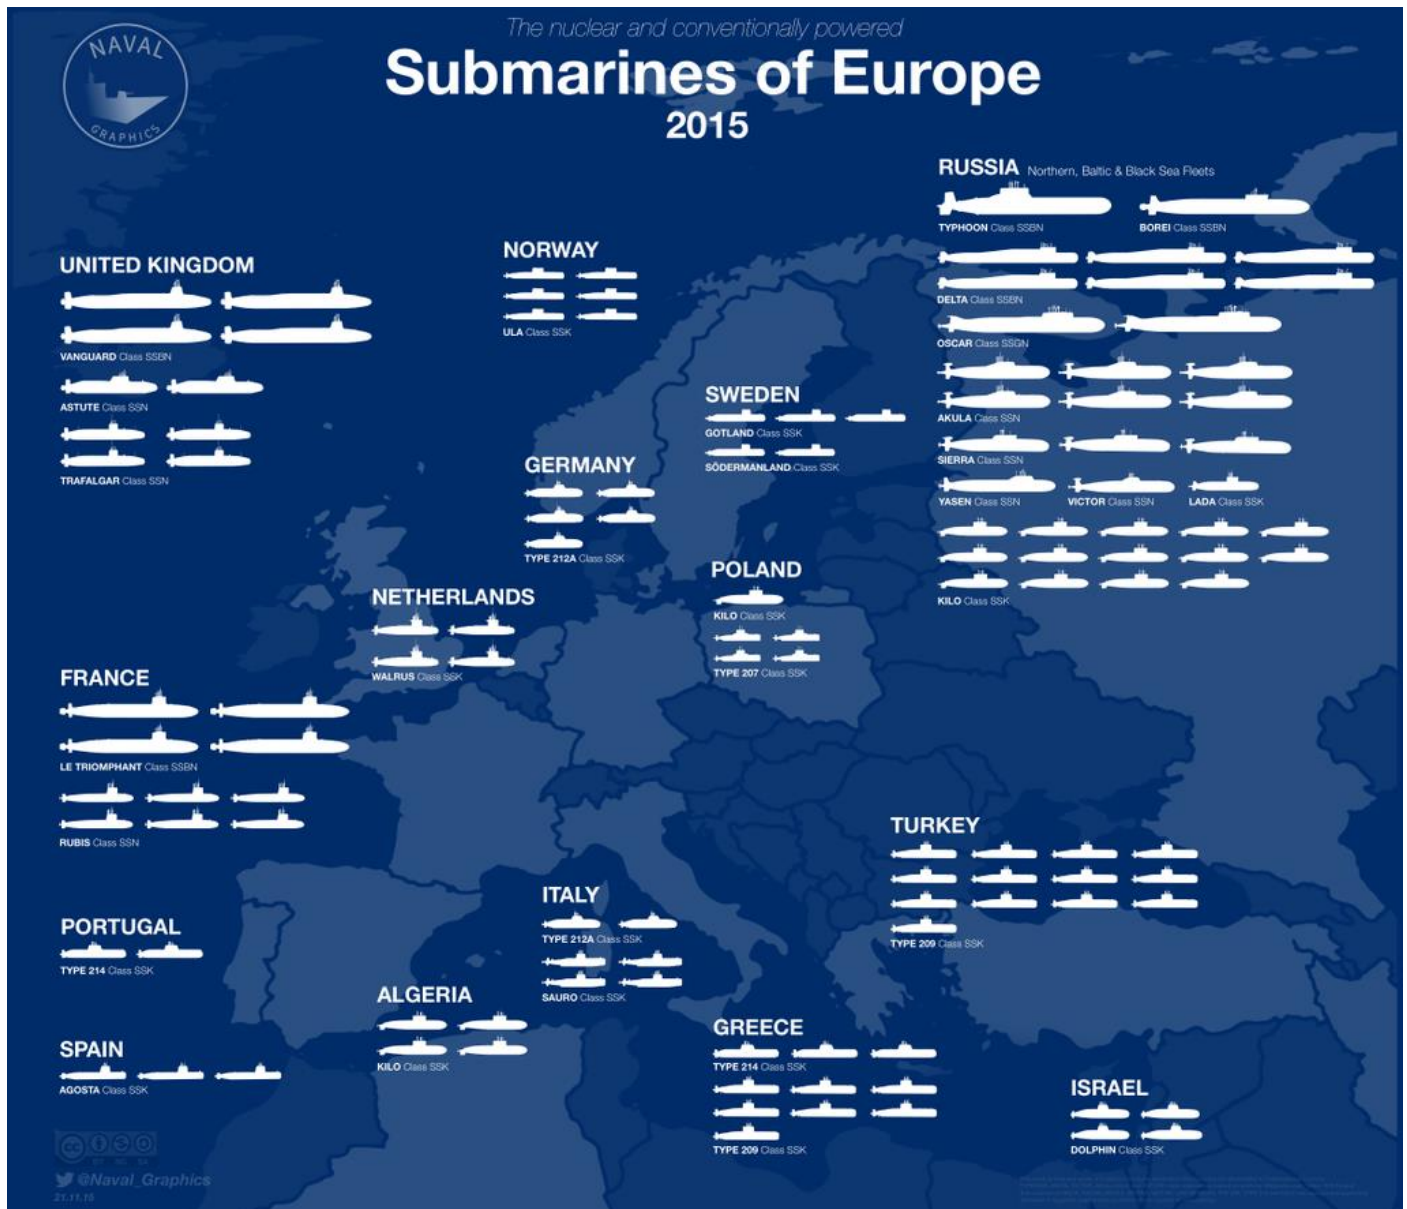 NAVAL
GRAPHICS
The nuclear and conventionally powered
Submarines of Europe
2015
RUSSIA Northern, Baltic & Black Sea Fleets
TYPHOON Class SSBN
BOREI Class SSBN
DELTA Class SSBN
OSCAR Class SSGN
AKULA Class SSN
SIERRA Class SSN
YASEN Class SSN
VICTOR Class SSN
LADA Class SSK
KILO Class SSK
UNITED KINGDOM
VANGUARD Class SSBN
ASTUTE Class SSN
TRAFALGAR Class SSN
NORWAY
ULA Class SSK
SWEDEN
GOTLAND Class SSK
SÖDERMANLAND Class SSK
GERMANY
TYPE 212A Class SSK
POLAND
KILO Class SSK
TYPE 207 Class SSK
NETHERLANDS
WALRUS Class SSK
FRANCE
LE TRIOMPHANT Class SSBN
RUBIS Class SSN
TURKEY
TYPE 209 Class SSK
ITALY
TYPE 212A Class SSK
SAURO Class SSK
PORTUGAL
TYPE 214 Class SSK
ALGERIA
KILO Class SSK
SPAIN
AGOSTA Class SSK
GREECE
TYPE 214 Class SSK
TYPE 209 Class SSK
ISRAEL
DOLPHIN Class SSK
cc
@Naval_Graphics
21.11.15